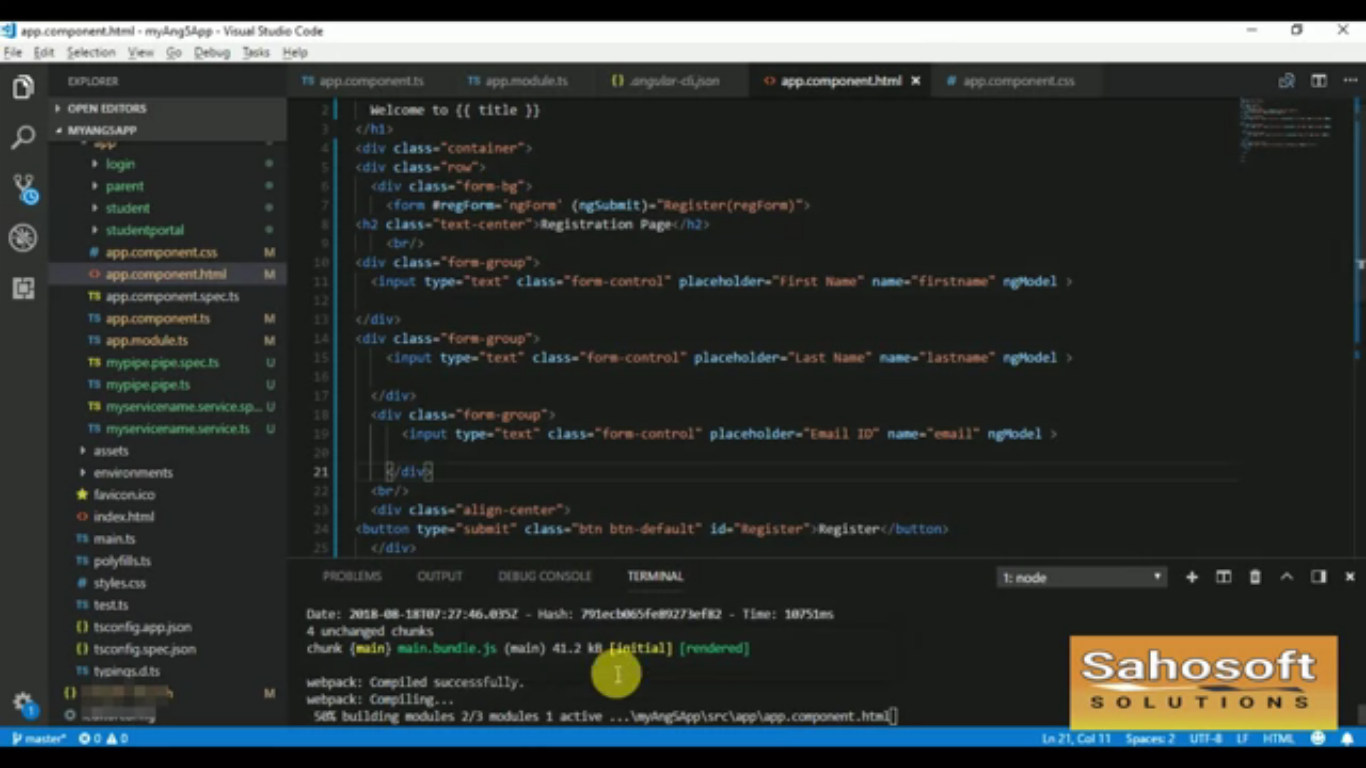 app.component.html - myAng5App - Visual Studio Code
File Edit Selection View Go Debug Tasks Help
EXPLORER
OPEN EDITORS
MYANG5APP
app
login
parent
student
studentportal
# app.component.css M
<> app.component.html M
TS app.component.spec.ts
TS app.component.ts M
TS app.module.ts M
TS mypipe.pipe.spec.ts U
TS mypipe.pipe.ts U
TS myservicename.service.sp... U
TS myservicename.service.ts U
assets
environments
favicon.ico
<> index.html
TS main.ts
TS polyfills.ts
# styles.css
TS test.ts
{} tsconfig.app.json
{} tsconfig.spec.json
TS typings.d.ts
{} M
TS app.component.ts TS app.module.ts {} .angular-cli.json <> app.component.html × # app.component.css
2 Welcome to {{ title }}
3 </h1>
4 <div class="container">
5 <div class="row">
6 <div class="form-bg">
7 <form #regForm='ngForm' (ngSubmit)="Register(regForm)">
8 <h2 class="text-center">Registration Page</h2>
9 <br/>
10 <div class="form-group">
11 <input type="text" class="form-control" placeholder="First Name" name="firstname" ngModel >
12
13 </div>
14 <div class="form-group">
15 <input type="text" class="form-control" placeholder="Last Name" name="lastname" ngModel >
16
17 </div>
18 <div class="form-group">
19 <input type="text" class="form-control" placeholder="Email ID" name="email" ngModel >
20
21 </div>
22 <br/>
23 <div class="align-center">
24 <button type="submit" class="btn btn-default" id="Register">Register</button>
25 </div>
PROBLEMS OUTPUT DEBUG CONSOLE TERMINAL 1: node
Date: 2018-08-18T07:27:46.035Z - Hash: 791ecb065fe89273ef82 - Time: 10751ms
4 unchanged chunks
chunk {main} main.bundle.js (main) 41.2 kB [initial] [rendered]
webpack: Compiled successfully.
webpack: Compiling...
50% building modules 2/3 modules 1 active ...\myAng5App\src\app\app.component.html
Sahosoft
SOLUTIONS
1
master* 0 0 Ln 21, Col 11 Spaces: 2 UTF-8 LF HTML